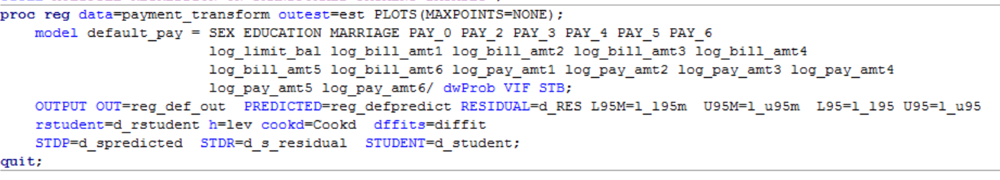 proc reg data=payment_transform outest=est PLOTS(MAXPOINTS=NONE);
model default_pay = SEX EDUCATION MARRIAGE PAY_0 PAY_2 PAY_3 PAY_4 PAY_5 PAY_6
log_limit_bal log_bill_amt1 log_bill_amt2 log_bill_amt3 log_bill_amt4
log_bill_amt5 log_bill_amt6 log_pay_amt1 log_pay_amt2 log_pay_amt3 log_pay_amt4
log_pay_amt5 log_pay_amt6/ dwProb VIF STB;
OUTPUT OUT=reg_def_out PREDICTED=reg_defpredict RESIDUAL=d_RES L95M=l_l95m U95M=l_u95m L95=l_l95 U95=l_u95
rstudent=d_rstudent h=lev cookd=Cookd dffits=diffit
STDP=d_spredicted STDR=d_s_residual STUDENT=d_student;
quit;